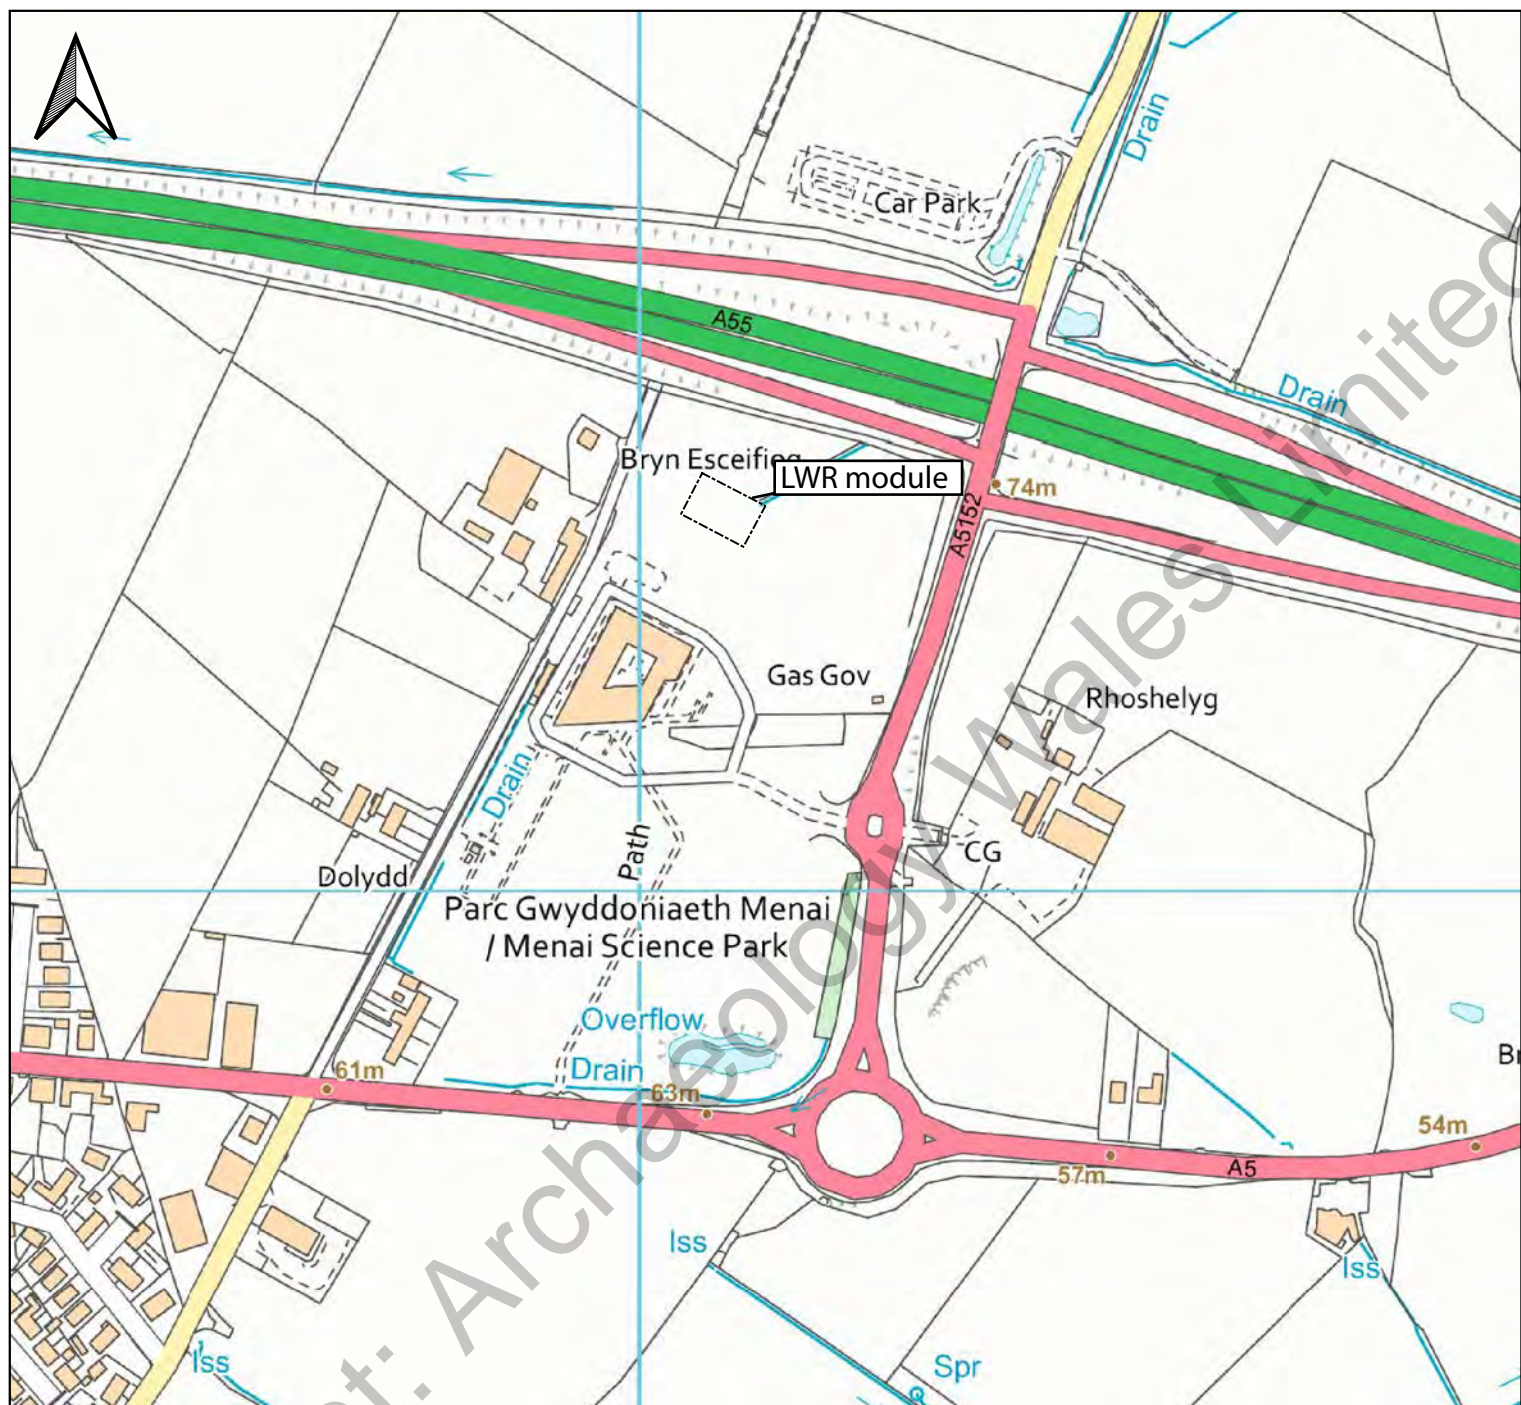 Drain
Car Park
A55
Drain
Bryn Esceifiog
LWR module
74m
A5152
Gas Gov
Rhoshelyg
Drain
Path
CG
Dolydd
Parc Gwyddoniaeth Menai
/ Menai Science Park
Overflow
Drain
61m
63m
57m
A5
54m
Iss
Iss
Iss
Spr
Archaeology Wales Limited